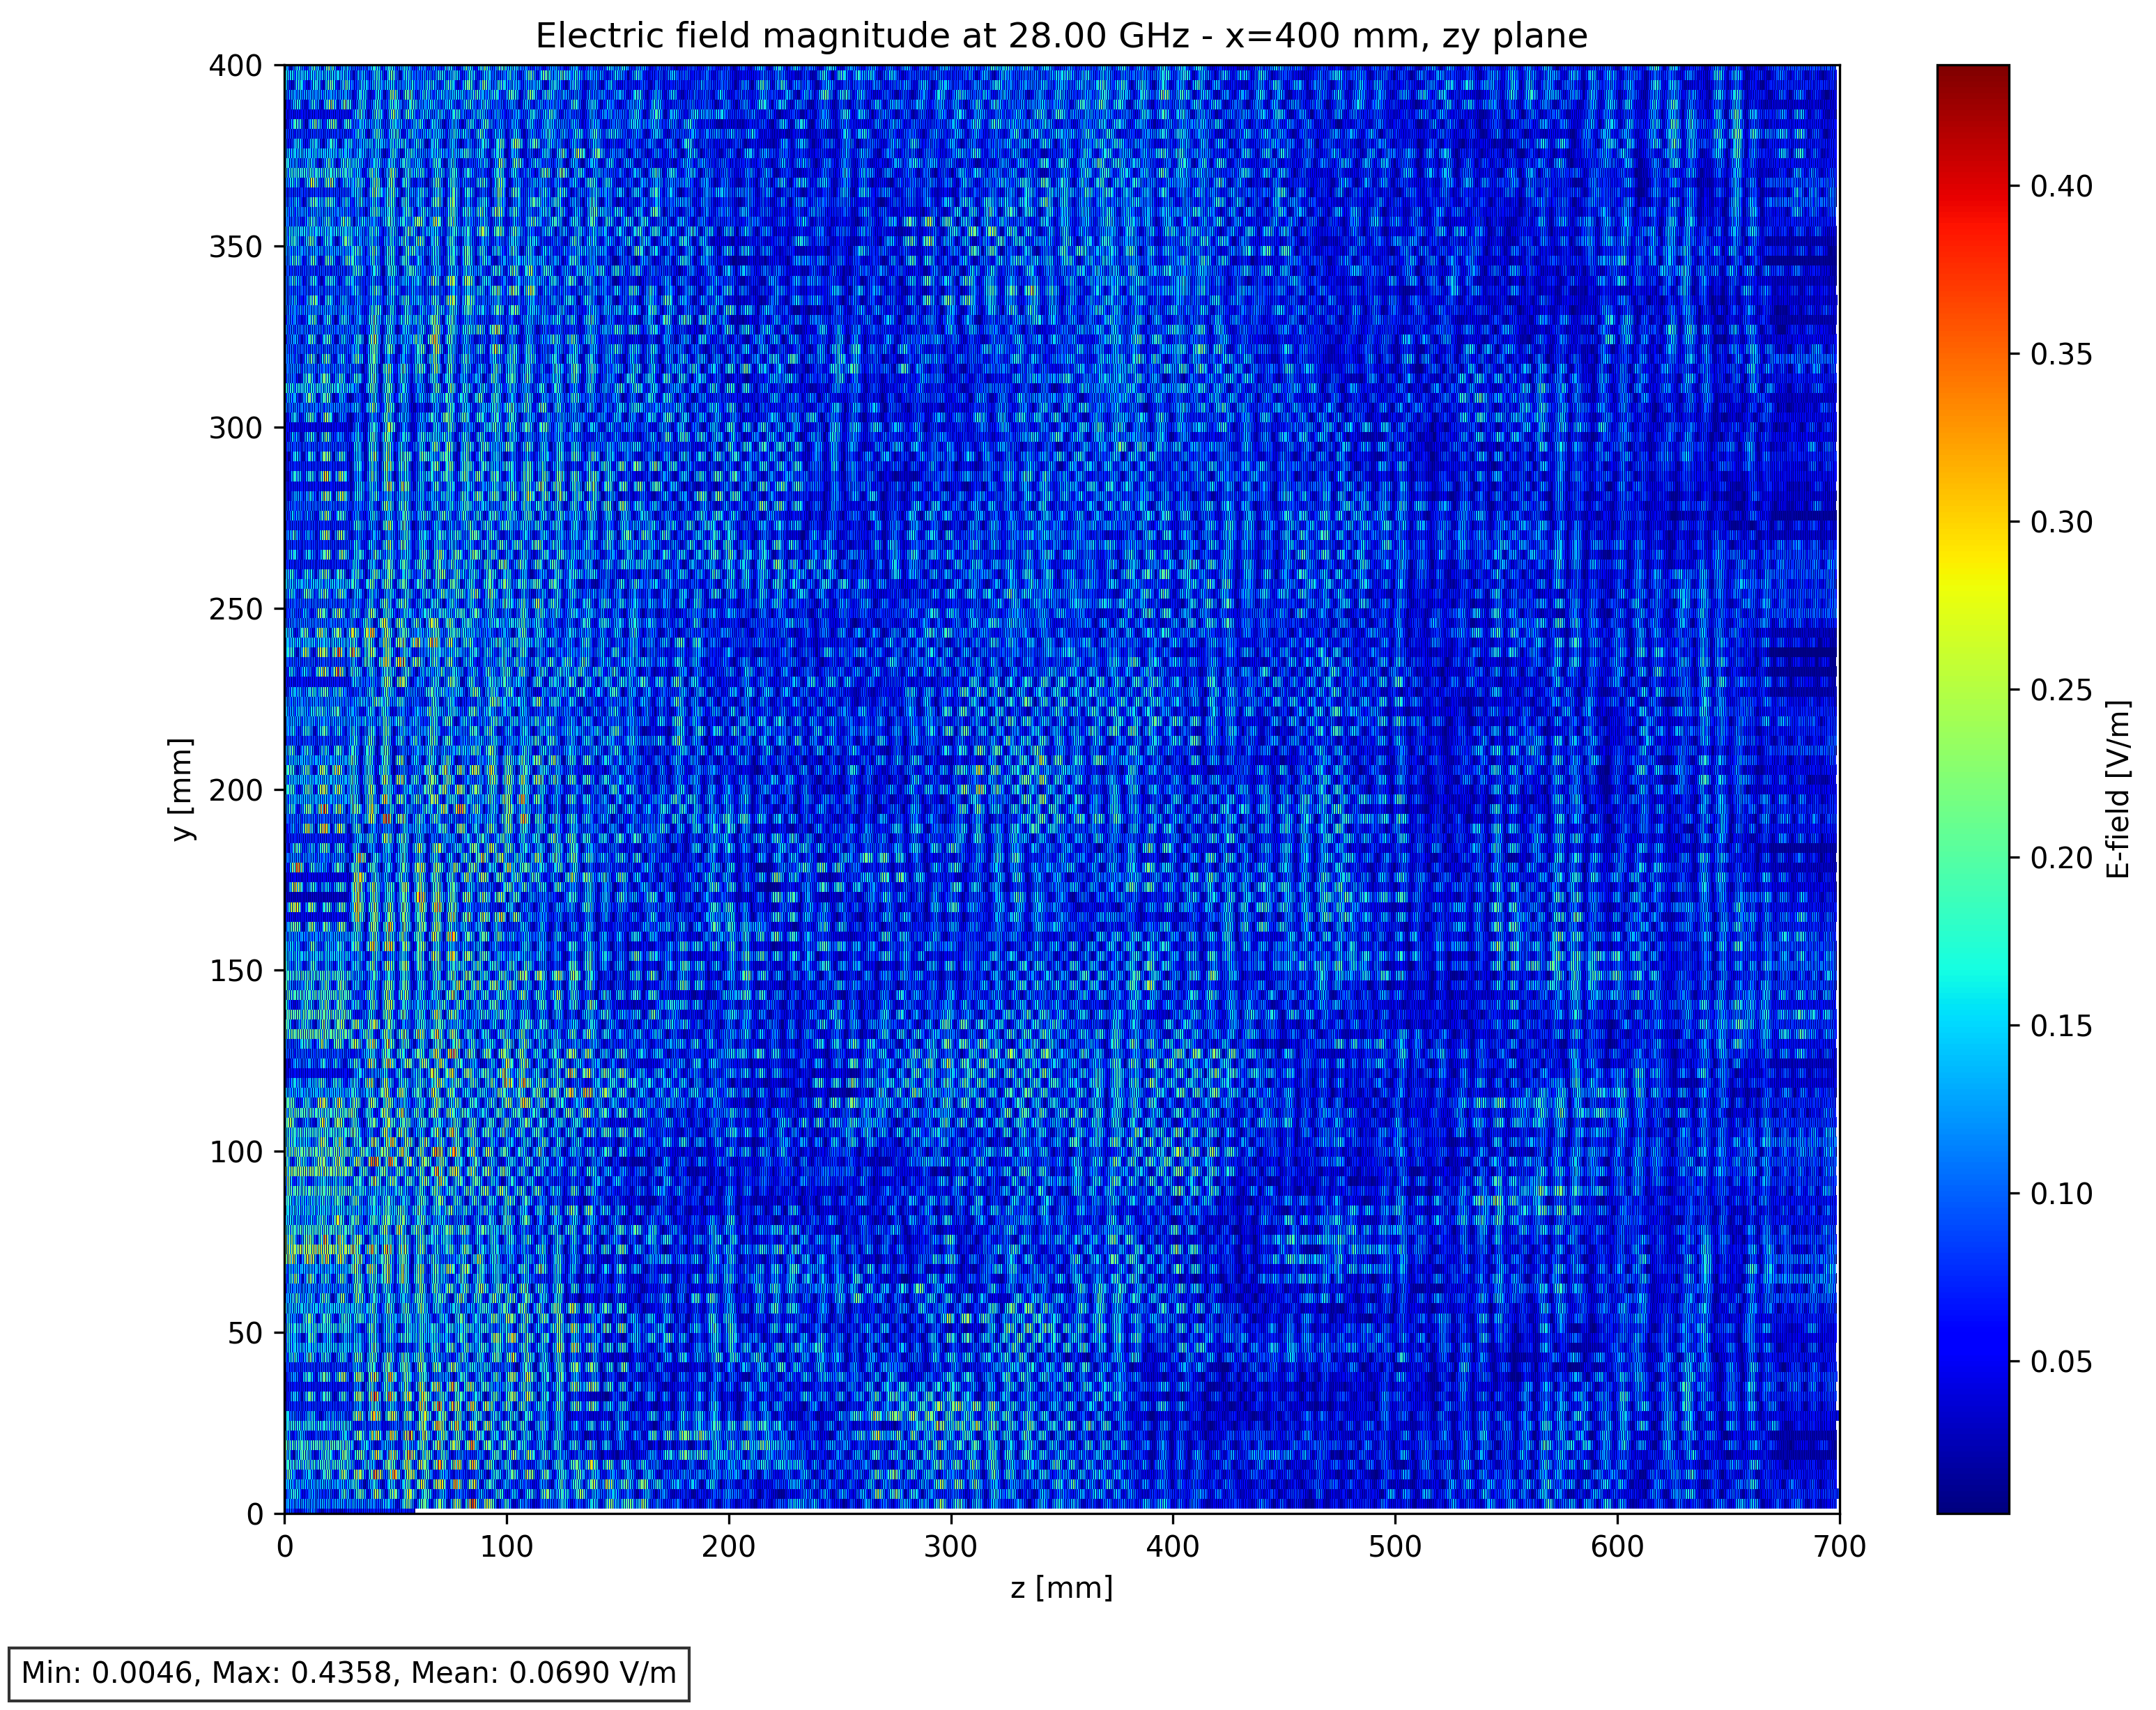 Electric field magnitude at 28.00 GHz - x=400 mm, zy plane
400
350
300
250
200
150
100
50
0
y [mm]
0 100 200 300 400 500 600 700
z [mm]
0.40
0.35
0.30
0.25
0.20
0.15
0.10
0.05
E-field [V/m]
Min: 0.0046, Max: 0.4358, Mean: 0.0690 V/m